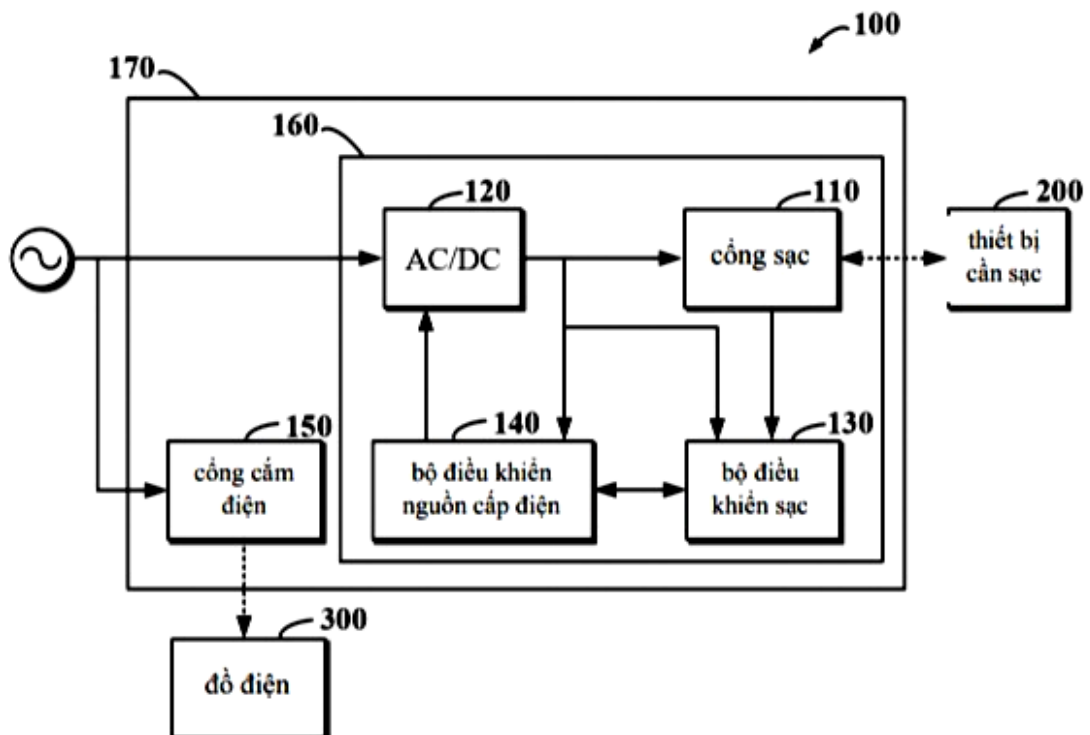 100
170
160
120
110
200
AC/DC
cổng sạc
thiết bị
cần sạc
150
140
130
cổng cắm
điện
bộ điều khiển
nguồn cấp điện
bộ điều
khiển sạc
300
đồ điện